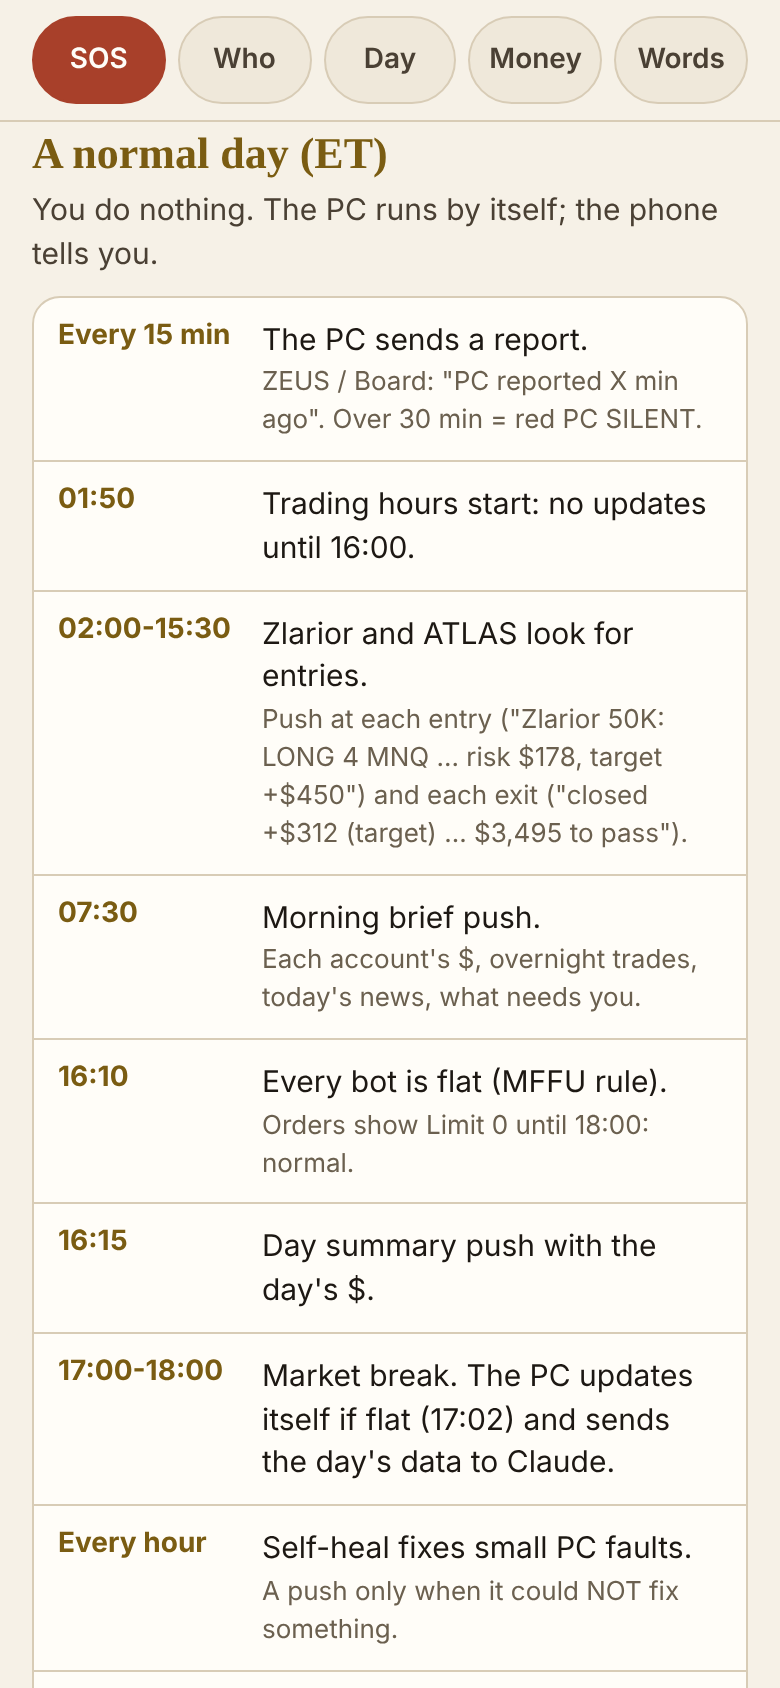 SOS
Who
Day
Money
Words
A normal day (ET)
You do nothing. The PC runs by itself; the phone
tells you.
Every 15 min
The PC sends a report.
ZEUS / Board: "PC reported X min
ago". Over 30 min = red PC SILENT.
01:50
Trading hours start: no updates
until 16:00.
02:00-15:30
Zlarior and ATLAS look for
entries.
Push at each entry ("Zlarior 50K:
LONG 4 MNQ ... risk $178, target
+$450") and each exit ("closed
+$312 (target) ... $3,495 to pass").
07:30
Morning brief push.
Each account's $, overnight trades,
today's news, what needs you.
16:10
Every bot is flat (MFFU rule).
Orders show Limit 0 until 18:00:
normal.
16:15
Day summary push with the
day's $.
17:00-18:00
Market break. The PC updates
itself if flat (17:02) and sends
the day's data to Claude.
Every hour
Self-heal fixes small PC faults.
A push only when it could NOT fix
something.